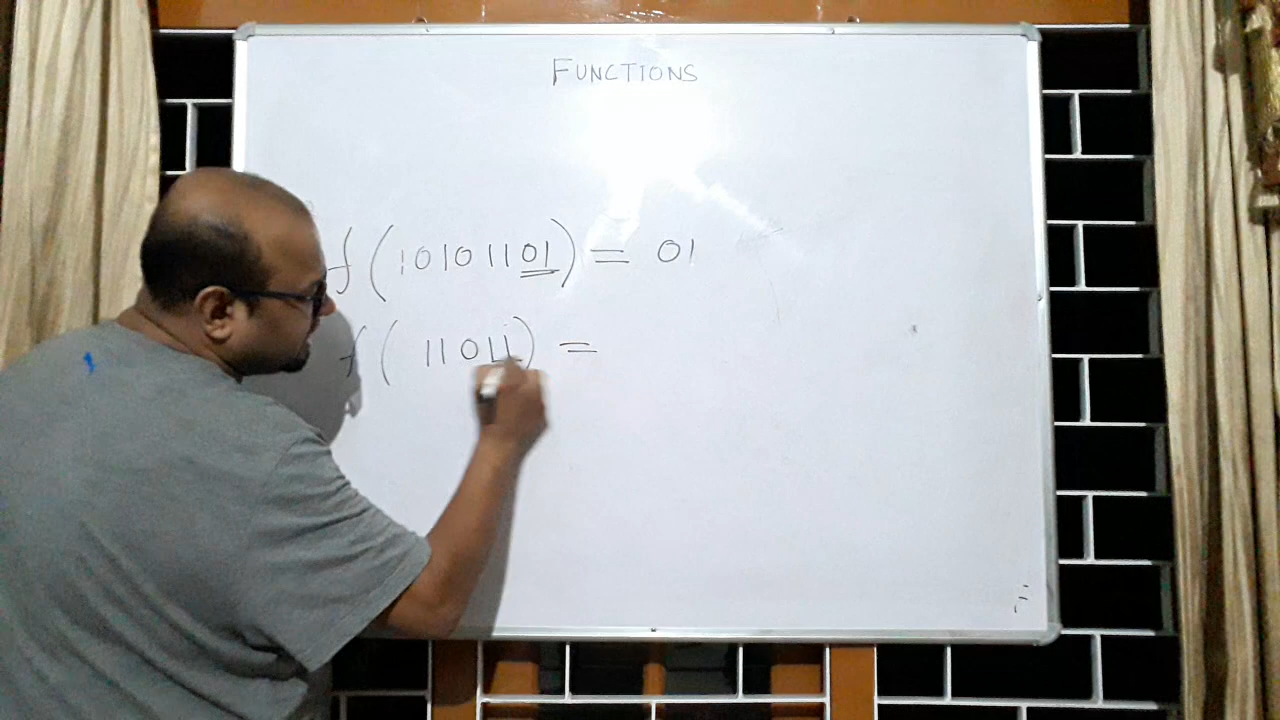 FUNCTIONS
f(10101101) = 01
f(11011) =